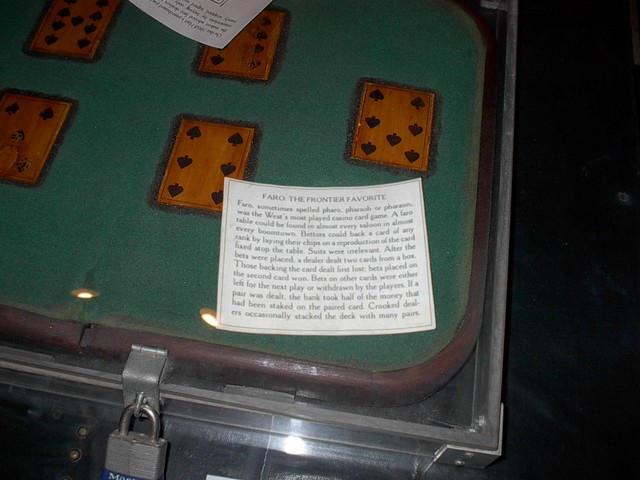 FARO: THE FRONTIER FAVORITE
Faro, sometimes spelled pharo, pharaoh or pharaon,
was the West's most played casino card game. A faro
table could be found in almost every saloon in almost
every boomtown. Bettors could back a card of any
rank by laying their chips on a reproduction of the card
fixed atop the table. Suits were irrelevant. After the
bets were placed, a dealer dealt two cards from a box.
Those backing the card dealt first lost; bets placed on
the second card won. Bets on other cards were either
left for the next play or withdrawn by the players. If a
pair was dealt, the bank took half of the money that
had been staked on the paired card. Crooked deal-
ers occasionally stacked the deck with many pairs.